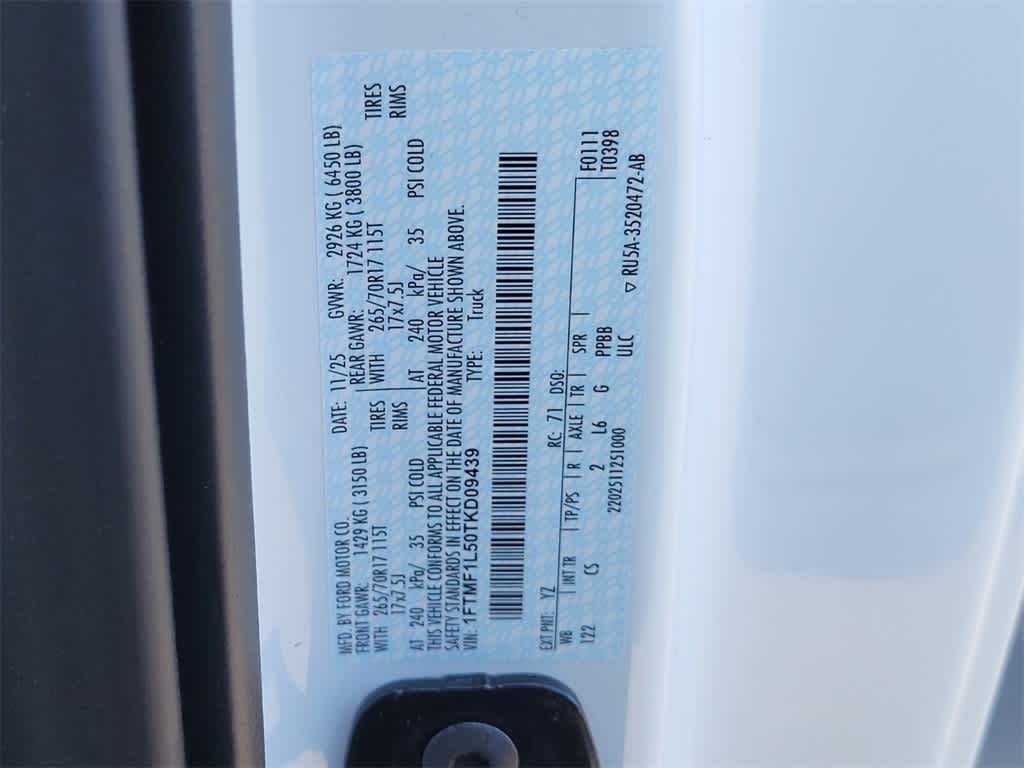 MFD. BY FORD MOTOR CO. DATE: 11/25 GVWR: 2926 KG ( 6450 LB)
FRONT GAWR: 1429 KG ( 3150 LB) REAR GAWR: 1724 KG ( 3800 LB)
WITH 265/70R17 115T TIRES WITH 265/70R17 115T TIRES
17x7.5J RIMS 17x7.5J RIMS
AT 240 kPa/ 35 PSI COLD AT 240 kPa/ 35 PSI COLD
THIS VEHICLE CONFORMS TO ALL APPLICABLE FEDERAL MOTOR VEHICLE
SAFETY STANDARDS IN EFFECT ON THE DATE OF MANUFACTURE SHOWN ABOVE.
VIN: 1FTMF1L50TKD09439 TYPE: Truck
EXT PNT: YZ RC: 71 DSO:
WB INT TR TP/PS R AXLE TR SPR F0111
122 CS 2 L6 G PPBB T0398
2202511251000 ULC
▽ RU5A-3520472-AB